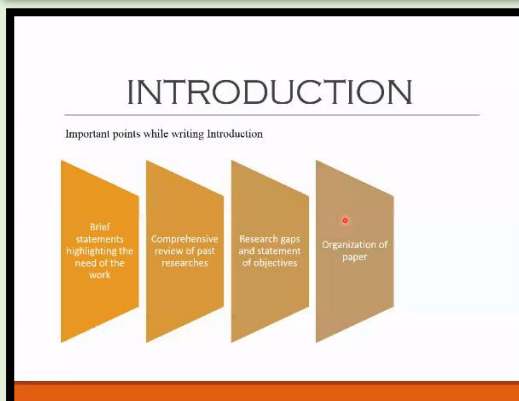 INTRODUCTION
Important points while writing Introduction
Brief
statements
highlighting the
need of the
work
Comprehensive
review of past
researches
Research gaps
and statement
of objectives
Organization of
paper